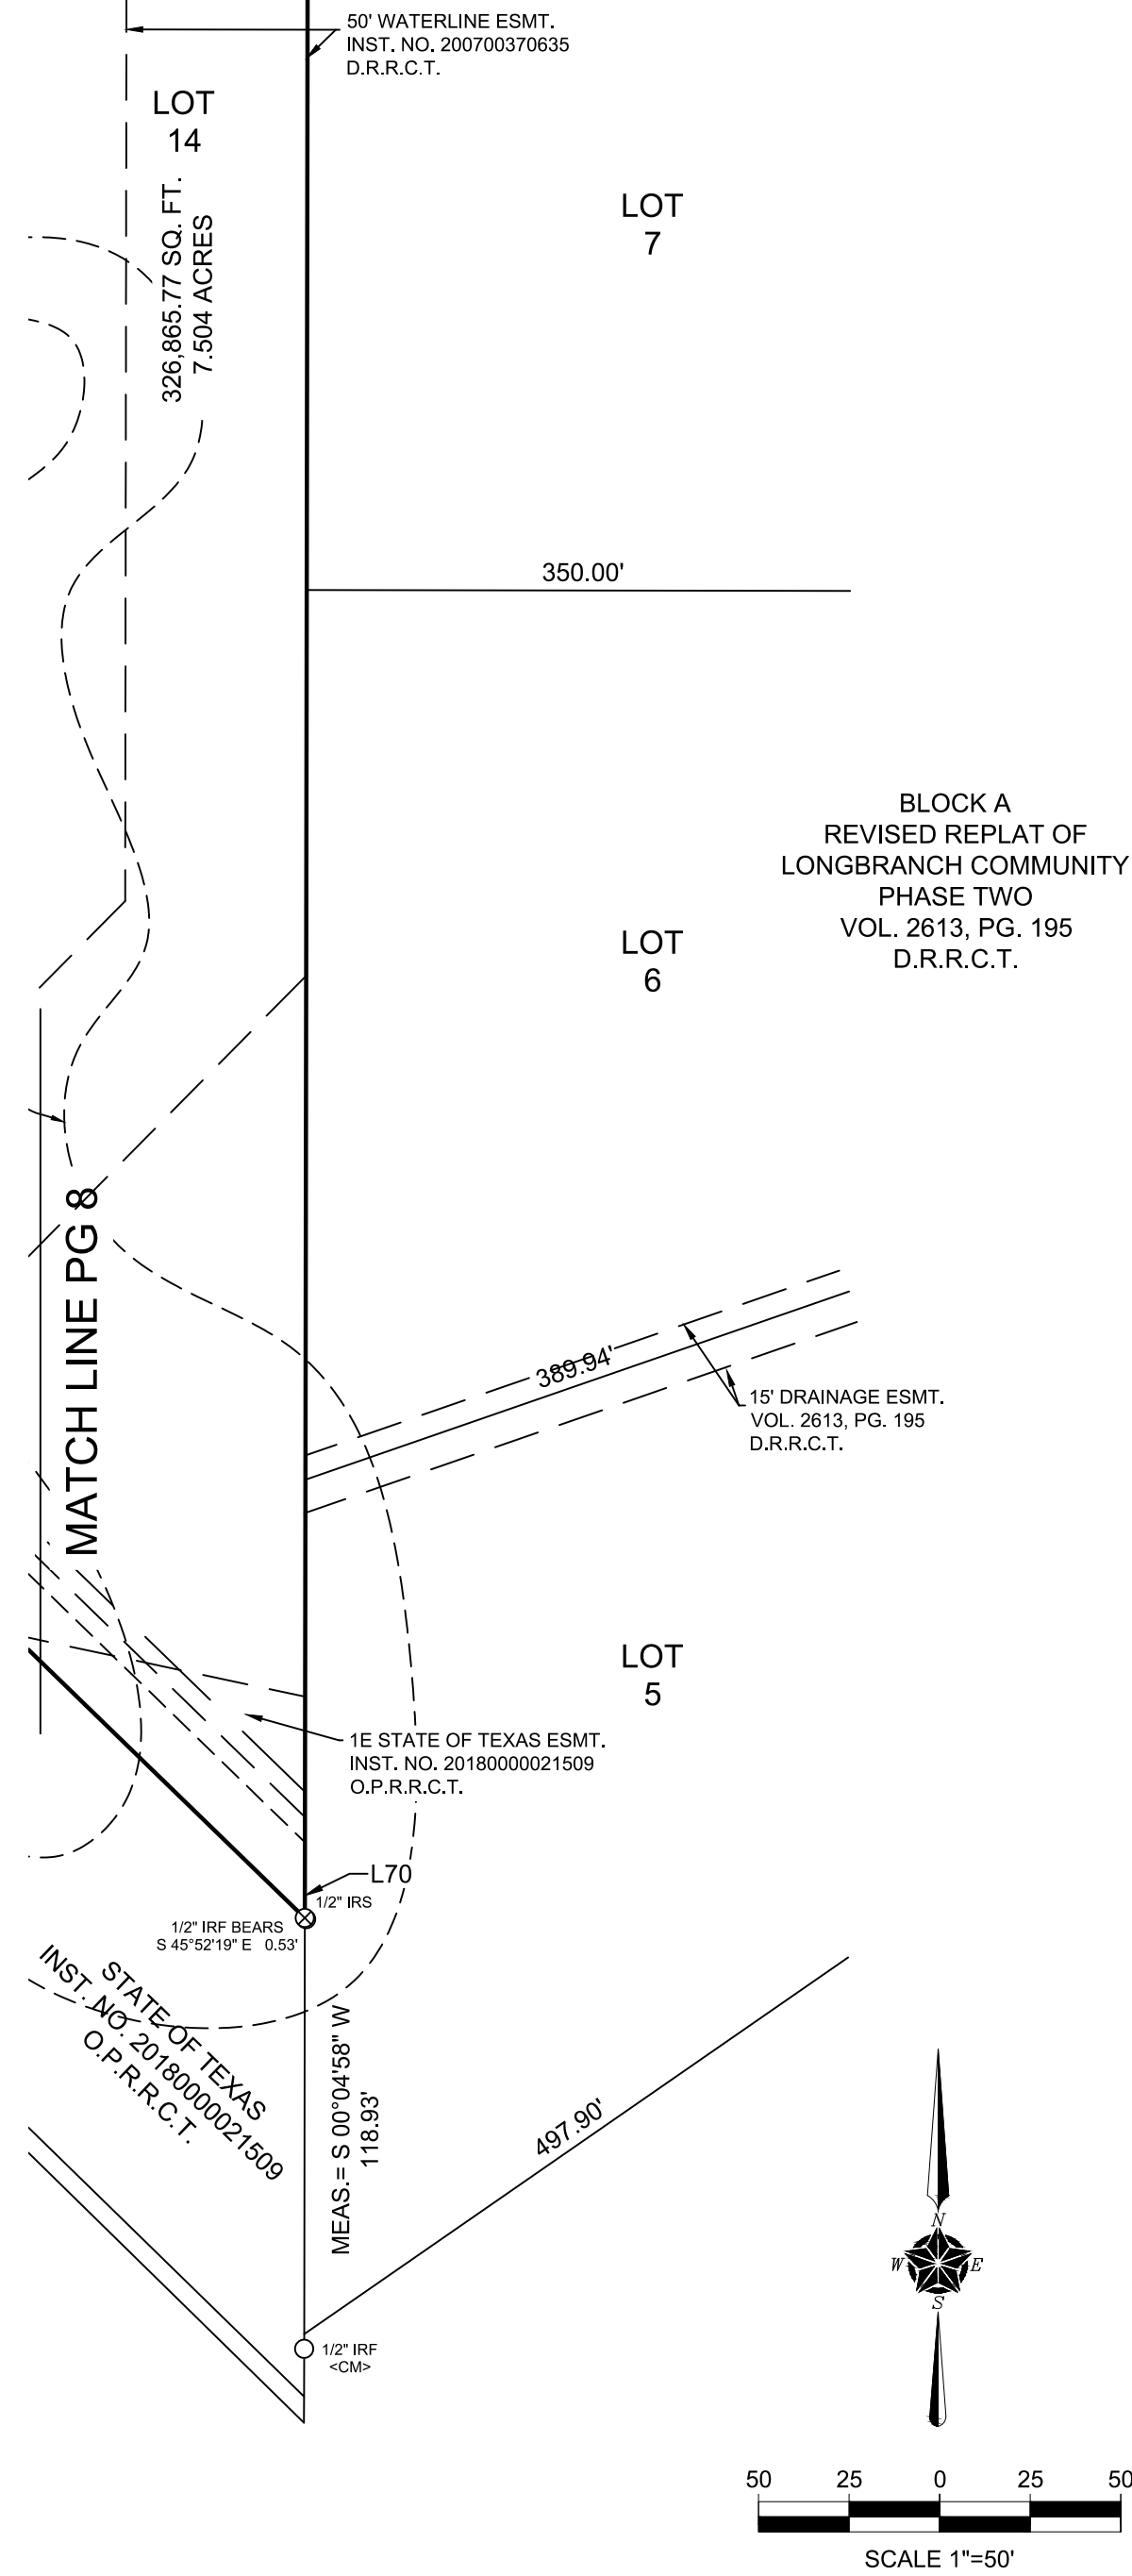 50' WATERLINE ESMT.
INST. NO. 200700370635
D.R.R.C.T.
LOT
14
326,865.77 SQ. FT.
7.504 ACRES
LOT
7
350.00'
BLOCK A
REVISED REPLAT OF
LONGBRANCH COMMUNITY
PHASE TWO
VOL. 2613, PG. 195
D.R.R.C.T.
LOT
6
MATCH LINE PG 8
389.94'
15' DRAINAGE ESMT.
VOL. 2613, PG. 195
D.R.R.C.T.
LOT
5
1E STATE OF TEXAS ESMT.
INST. NO. 20180000021509
O.P.R.R.C.T.
L70
1/2" IRS
1/2" IRF BEARS
S 45°52'19" E 0.53'
STATE OF TEXAS
INST. NO. 20180000021509
O.P.R.R.C.T.
MEAS.= S 00°04'58" W
118.93'
497.90'
N
W E
S
1/2" IRF
<CM>
50 25 0 25 50
SCALE 1"=50'